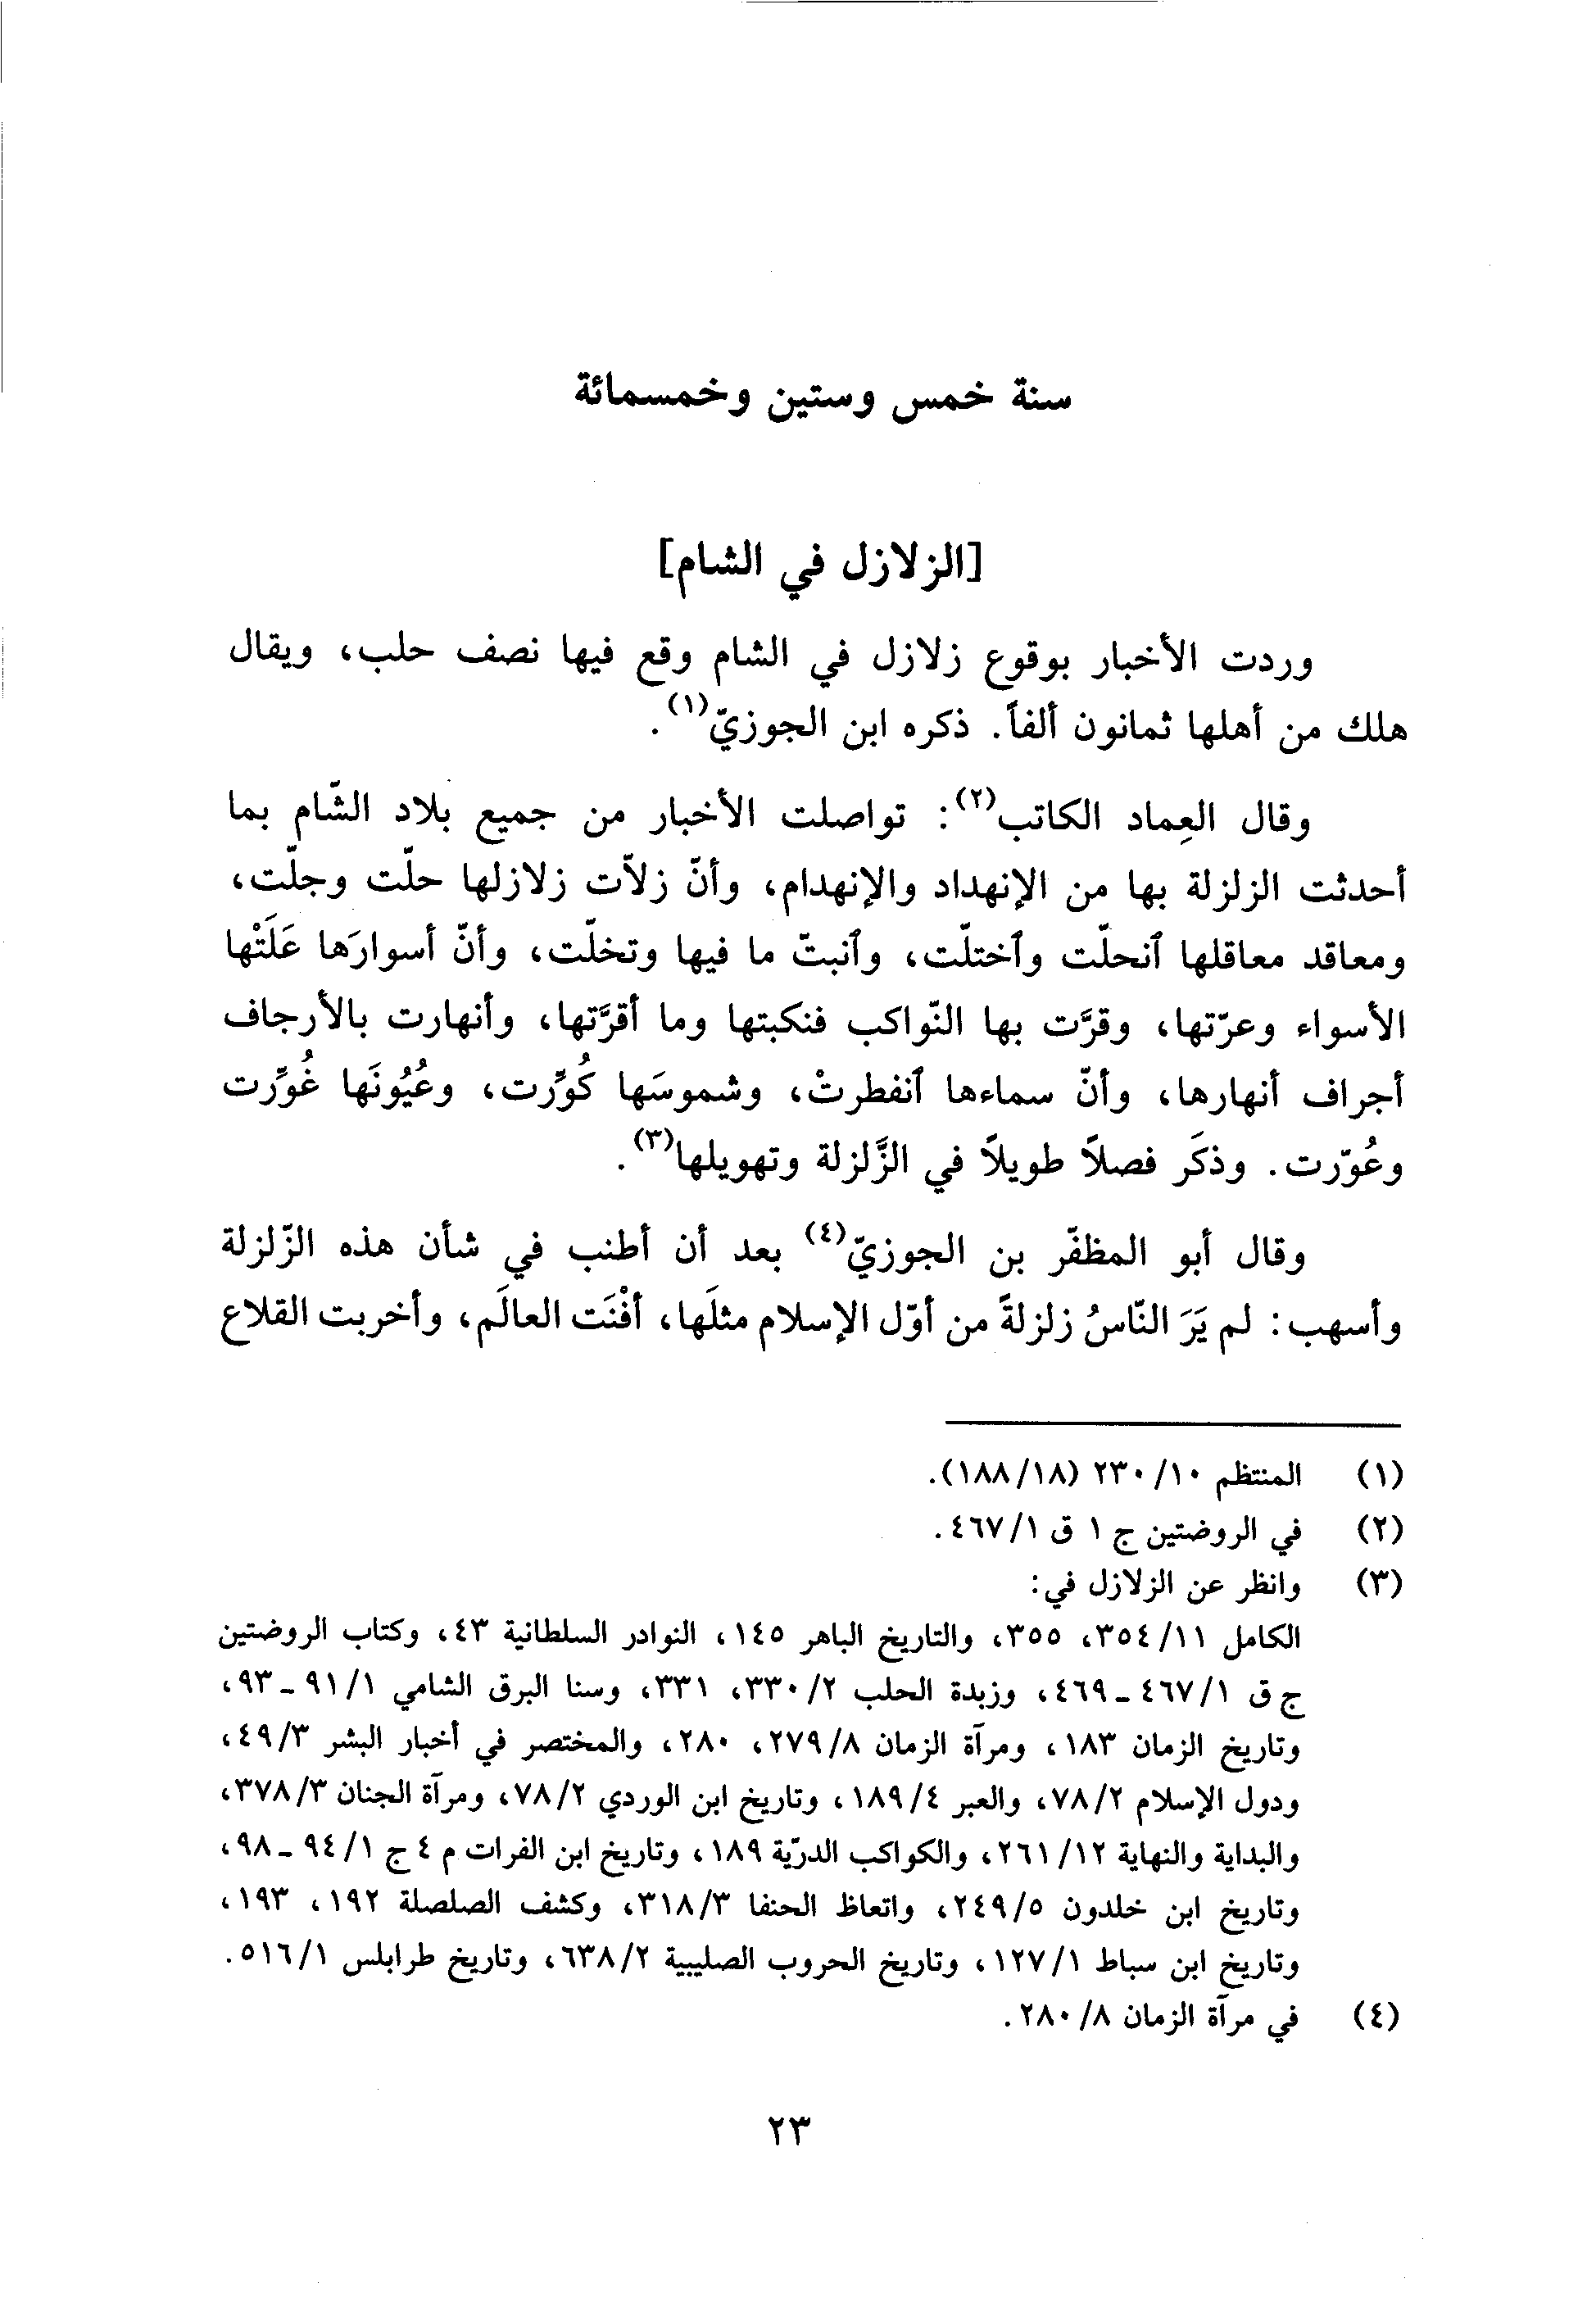 سنة خمس وستين وخمسمائة
[الزلازل في الشام]
وردت الأخبار بوقوع زلازل في الشام وقع فيها نصف حلب، ويقال
هلك من أهلها ثمانون ألفاً. ذكره ابن الجوزيّ(١).
وقال العِماد الكاتب(٢): تواصلت الأخبار من جميع بلاد الشّام بما
أحدثت الزلزلة بها من الإنهداد والإنهدام، وأنّ زلاّت زلازلها حلّت وجلّت،
ومعاقد معاقلها ٱنحلّت وٱختلّت، وٱنبتّ ما فيها وتخلّت، وأنّ أسوارَها عَلَتْها
الأسواء وعرّتها، وقرَّت بها النّواكب فنكبتها وما أقرَّتها، وأنهارت بالأرجاف
أجراف أنهارها، وأنّ سماءها ٱنفطرتْ، وشموسَها كُوِّرت، وعُيُونَها غُوِّرت
وعُوّرت. وذكَر فصلاً طويلاً في الزَّلزلة وتهويلها(٣).
وقال أبو المظفّر بن الجوزيّ(٤) بعد أن أطنب في شأن هذه الزّلزلة
وأسهب: لم يَرَ النّاسُ زلزلةً من أوّل الإسلام مثلَها، أفْنَت العالَم، وأخربت القلاع
(١) المنتظم ١٠/ ٢٣٠ (١٨/ ١٨٨).
(٢) في الروضتين ج ١ ق ١/ ٤٦٧.
(٣) وانظر عن الزلازل في:
الكامل ١١/ ٣٥٤، ٣٥٥، والتاريخ الباهر ١٤٥، النوادر السلطانية ٤٣، وكتاب الروضتين
ج ق ١/ ٤٦٧ ـ ٤٦٩، وزبدة الحلب ٢/ ٣٣٠، ٣٣١، وسنا البرق الشامي ١/ ٩١ ـ ٩٣،
وتاريخ الزمان ١٨٣، ومرآة الزمان ٨/ ٢٧٩، ٢٨٠، والمختصر في أخبار البشر ٣/ ٤٩،
ودول الإسلام ٢/ ٧٨، والعبر ٤/ ١٨٩، وتاريخ ابن الوردي ٢/ ٧٨، ومرآة الجنان ٣/ ٣٧٨،
والبداية والنهاية ١٢/ ٢٦١، والكواكب الدرّية ١٨٩، وتاريخ ابن الفرات م ٤ ج ١/ ٩٤ ـ ٩٨،
وتاريخ ابن خلدون ٥/ ٢٤٩، واتعاظ الحنفا ٣/ ٣١٨، وكشف الصلصلة ١٩٢، ١٩٣،
وتاريخ ابن سباط ١/ ١٢٧، وتاريخ الحروب الصليبية ٢/ ٦٣٨، وتاريخ طرابلس ١/ ٥١٦.
(٤) في مرآة الزمان ٨/ ٢٨٠.
٢٣